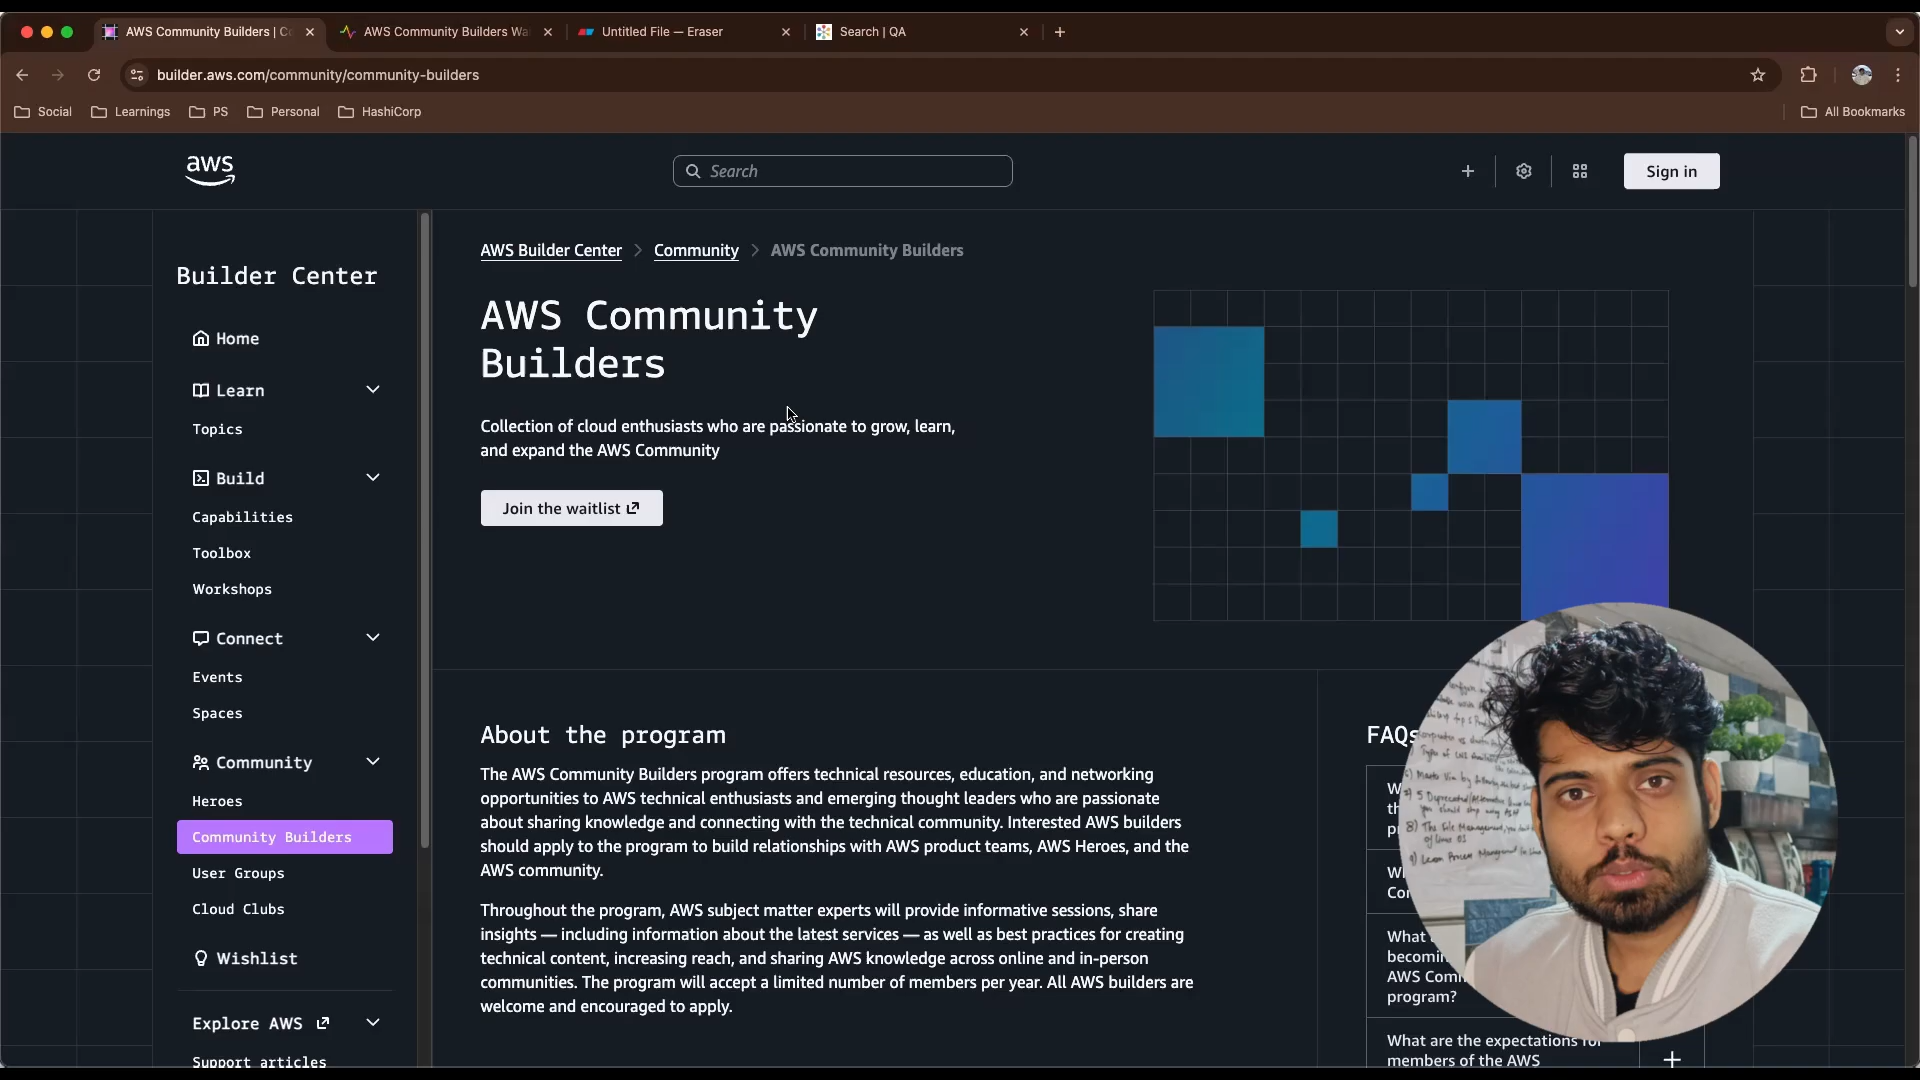 AWS Community Builders | C
AWS Community Builders Wa
Untitled File — Eraser
Search | QA
builder.aws.com/community/community-builders
Social
Learnings
PS
Personal
HashiCorp
All Bookmarks
aws
Search
Sign in
Builder Center
Home
Learn
Topics
Build
Capabilities
Toolbox
Workshops
Connect
Events
Spaces
Community
Heroes
Community Builders
User Groups
Cloud Clubs
Wishlist
Explore AWS
Support articles
AWS Builder Center > Community > AWS Community Builders
AWS Community
Builders
Collection of cloud enthusiasts who are passionate to grow, learn,
and expand the AWS Community
Join the waitlist
About the program
The AWS Community Builders program offers technical resources, education, and networking
opportunities to AWS technical enthusiasts and emerging thought leaders who are passionate
about sharing knowledge and connecting with the technical community. Interested AWS builders
should apply to the program to build relationships with AWS product teams, AWS Heroes, and the
AWS community.
Throughout the program, AWS subject matter experts will provide informative sessions, share
insights — including information about the latest services — as well as best practices for creating
technical content, increasing reach, and sharing AWS knowledge across online and in-person
communities. The program will accept a limited number of members per year. All AWS builders are
welcome and encouraged to apply.
FAQs
What
becomin
AWS Com
program?
What are the expectations for
members of the AWS